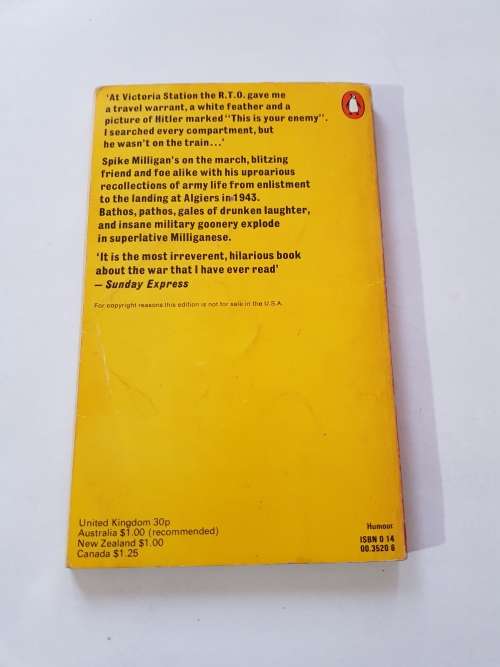 'At Victoria Station the R.T.O. gave me
a travel warrant, a white feather and a
picture of Hitler marked "This is your enemy".
I searched every compartment, but
he wasn't on the train...'
Spike Milligan's on the march, blitzing
friend and foe alike with his uproarious
recollections of army life from enlistment
to the landing at Algiers in 1943.
Bathos, pathos, gales of drunken laughter,
and insane military goonery explode
in superlative Milliganese.
'It is the most irreverent, hilarious book
about the war that I have ever read'
– Sunday Express
For copyright reasons this edition is not for sale in the U.S.A.
United Kingdom 30p
Australia $1.00 (recommended)
New Zealand $1.00
Canada $1.25
Humour
ISBN 0 14
00.3520 6